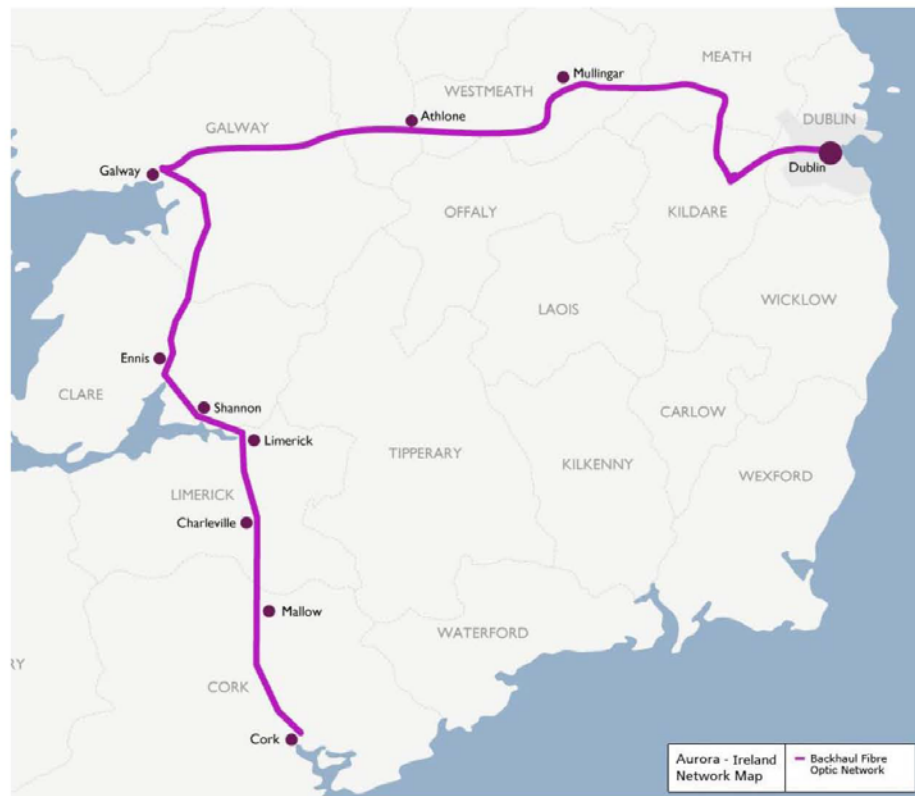 MEATH
Mullingar
WESTMEATH
Athlone
DUBLIN
GALWAY
Dublin
Galway
OFFALY
KILDARE
LAOIS
WICKLOW
Ennis
CLARE
Shannon
CARLOW
Limerick
TIPPERARY
KILKENNY
WEXFORD
LIMERICK
Charleville
Mallow
WATERFORD
RY
CORK
Cork
Aurora - Ireland
Network Map
Backhaul Fibre
Optic Network